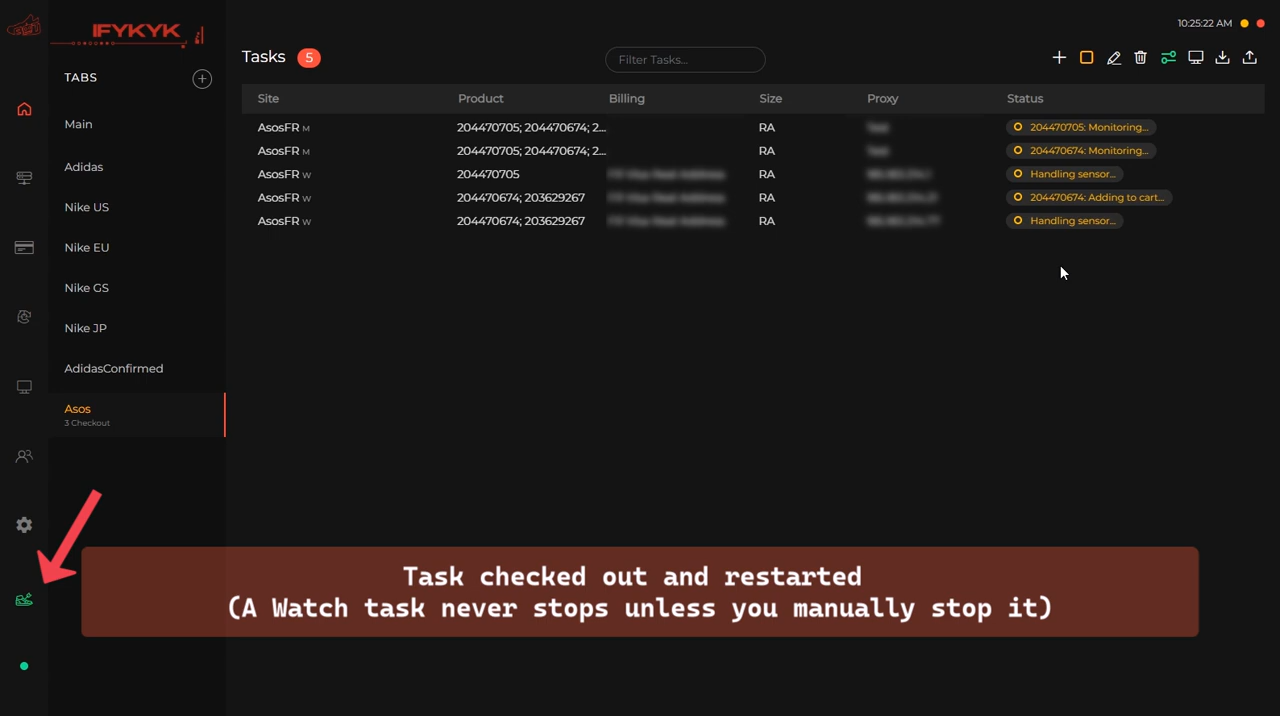 IFYKYK
10:25:22 AM
Tasks 5
Filter Tasks...
TABS
Main
Adidas
Nike US
Nike EU
Nike GS
Nike JP
AdidasConfirmed
Asos
3 Checkout
Site Product Billing Size Proxy Status
AsosFR M 204470705; 204470674; 2... RA 204470705: Monitoring...
AsosFR M 204470705; 204470674; 2... RA 204470674: Monitoring...
AsosFR W 204470705 RA Handling sensor...
AsosFR W 204470674; 203629267 RA 204470674: Adding to cart...
AsosFR W 204470674; 203629267 RA Handling sensor...
Task checked out and restarted
(A Watch task never stops unless you manually stop it)